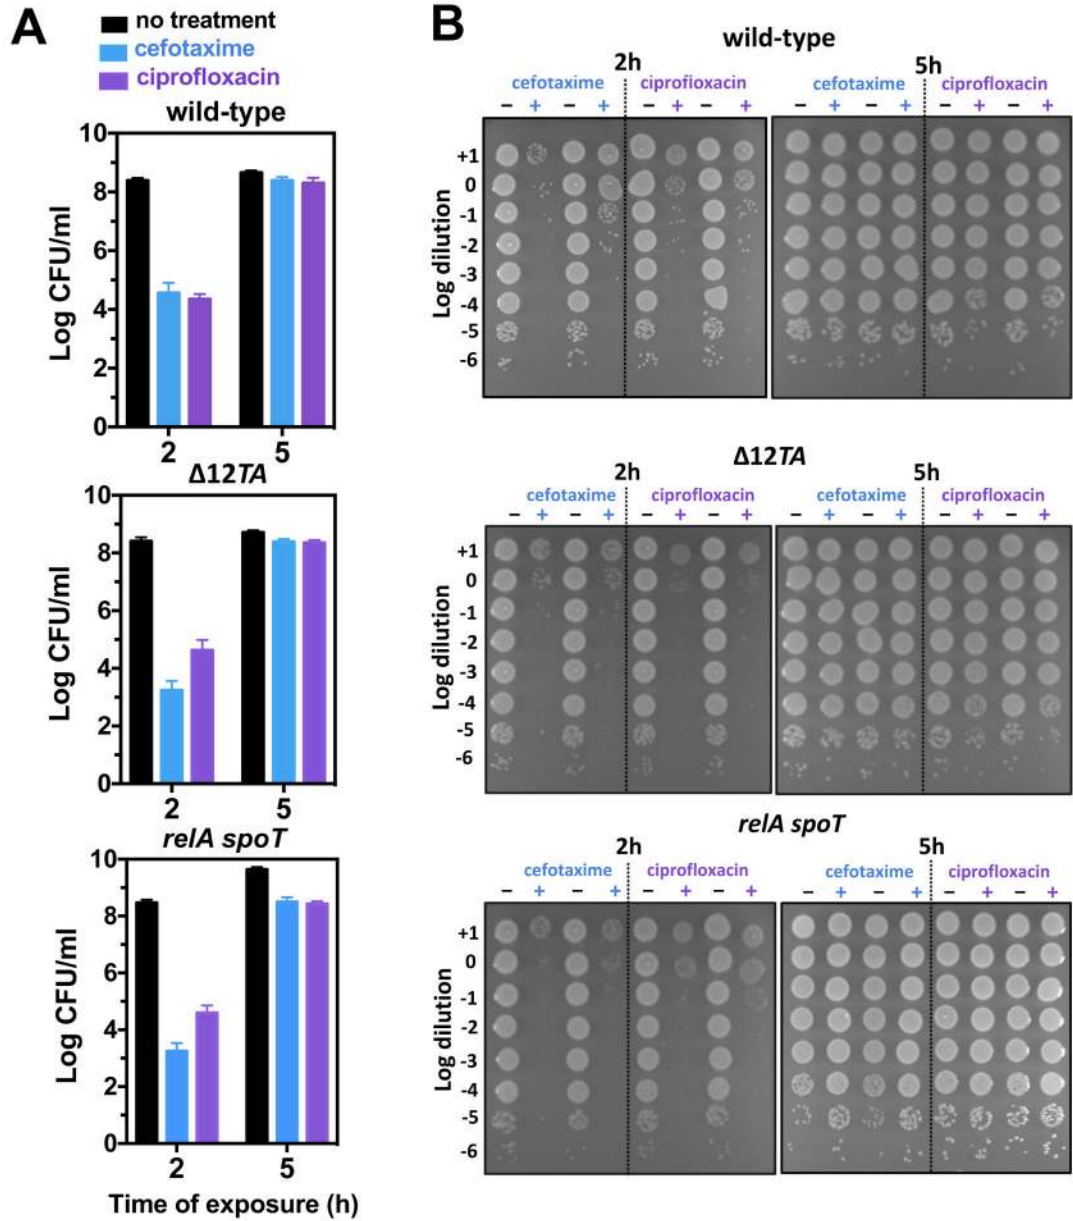 A
no treatment
cefotaxime
ciprofloxacin
wild-type
10
8
6
4
2
0
Log CFU/ml
2 5
Δ12TA
10
8
6
4
2
0
Log CFU/ml
2 5
relA spoT
10
8
6
4
2
0
Log CFU/ml
2 5
Time of exposure (h)
B
wild-type
2h 5h
cefotaxime ciprofloxacin cefotaxime ciprofloxacin
– + – + – + – + – + – + – + – +
Log dilution
+1
0
-1
-2
-3
-4
-5
-6
Δ12TA
2h 5h
cefotaxime ciprofloxacin cefotaxime ciprofloxacin
– + – + – + – + – + – + – + – +
Log dilution
+1
0
-1
-2
-3
-4
-5
-6
relA spoT
2h 5h
cefotaxime ciprofloxacin cefotaxime ciprofloxacin
– + – + – + – + – + – + – + – +
Log dilution
+1
0
-1
-2
-3
-4
-5
-6